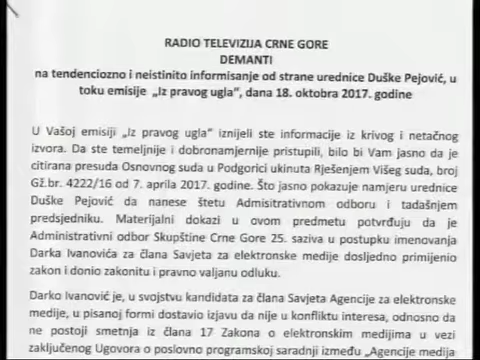 RADIO TELEVIZIJA CRNE GORE
DEMANTI
na tendenciozno i neistinito informisanje od strane urednice Duške Pejović, u
toku emisije „Iz pravog ugla“, dana 18. oktobra 2017. godine
U Vašoj emisiji „Iz pravog ugla“ iznijeli ste informacije iz krivog i netačnog
izvora. Da ste temeljnije i dobronamjernije pristupili, bilo bi Vam jasno da je
citirana presuda Osnovnog suda u Podgorici ukinuta Rješenjem Višeg suda, broj
Gž.br. 4222/16 od 7. aprila 2017. godine. Što jasno pokazuje namjeru urednice
Duške Pejović da nanese štetu Admisitrativnom odboru i tadašnjem
predsjedniku. Materijalni dokazi u ovom predmetu potvrđuju da je
Administrativni odbor Skupštine Crne Gore 25. saziva u postupku imenovanja
Darka Ivanovića za člana Savjeta za elektronske medije dosljedno primijenio
zakon i donio zakonitu i pravno valjanu odluku.
Darko Ivanović je, u svojstvu kandidata za člana Savjeta Agencije za elektronske
medije, u pisanoj formi dostavio izjavu da nije u konfliktu interesa, odnosno da
ne postoji smetnja iz člana 17 Zakona o elektronskim medijima u vezi
zaključenog Ugovora o poslovno programskoj saradnji između „Agencije medija